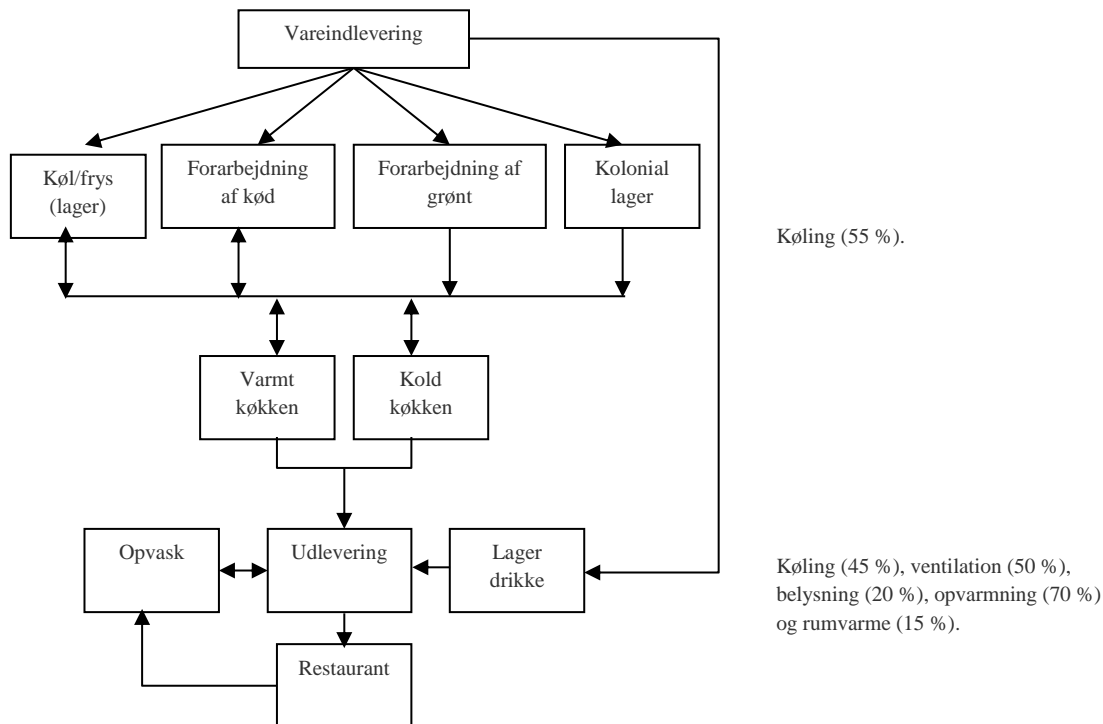 Vareindlevering
Køl/frys
(lager)
Forarbejdning
af kød
Forarbejdning af
grønt
Kolonial
lager
Køling (55 %).
Varmt
køkken
Kold
køkken
Opvask
Udlevering
Lager
drikke
Køling (45 %), ventilation (50 %),
belysning (20 %), opvarmning (70 %)
og rumvarme (15 %).
Restaurant